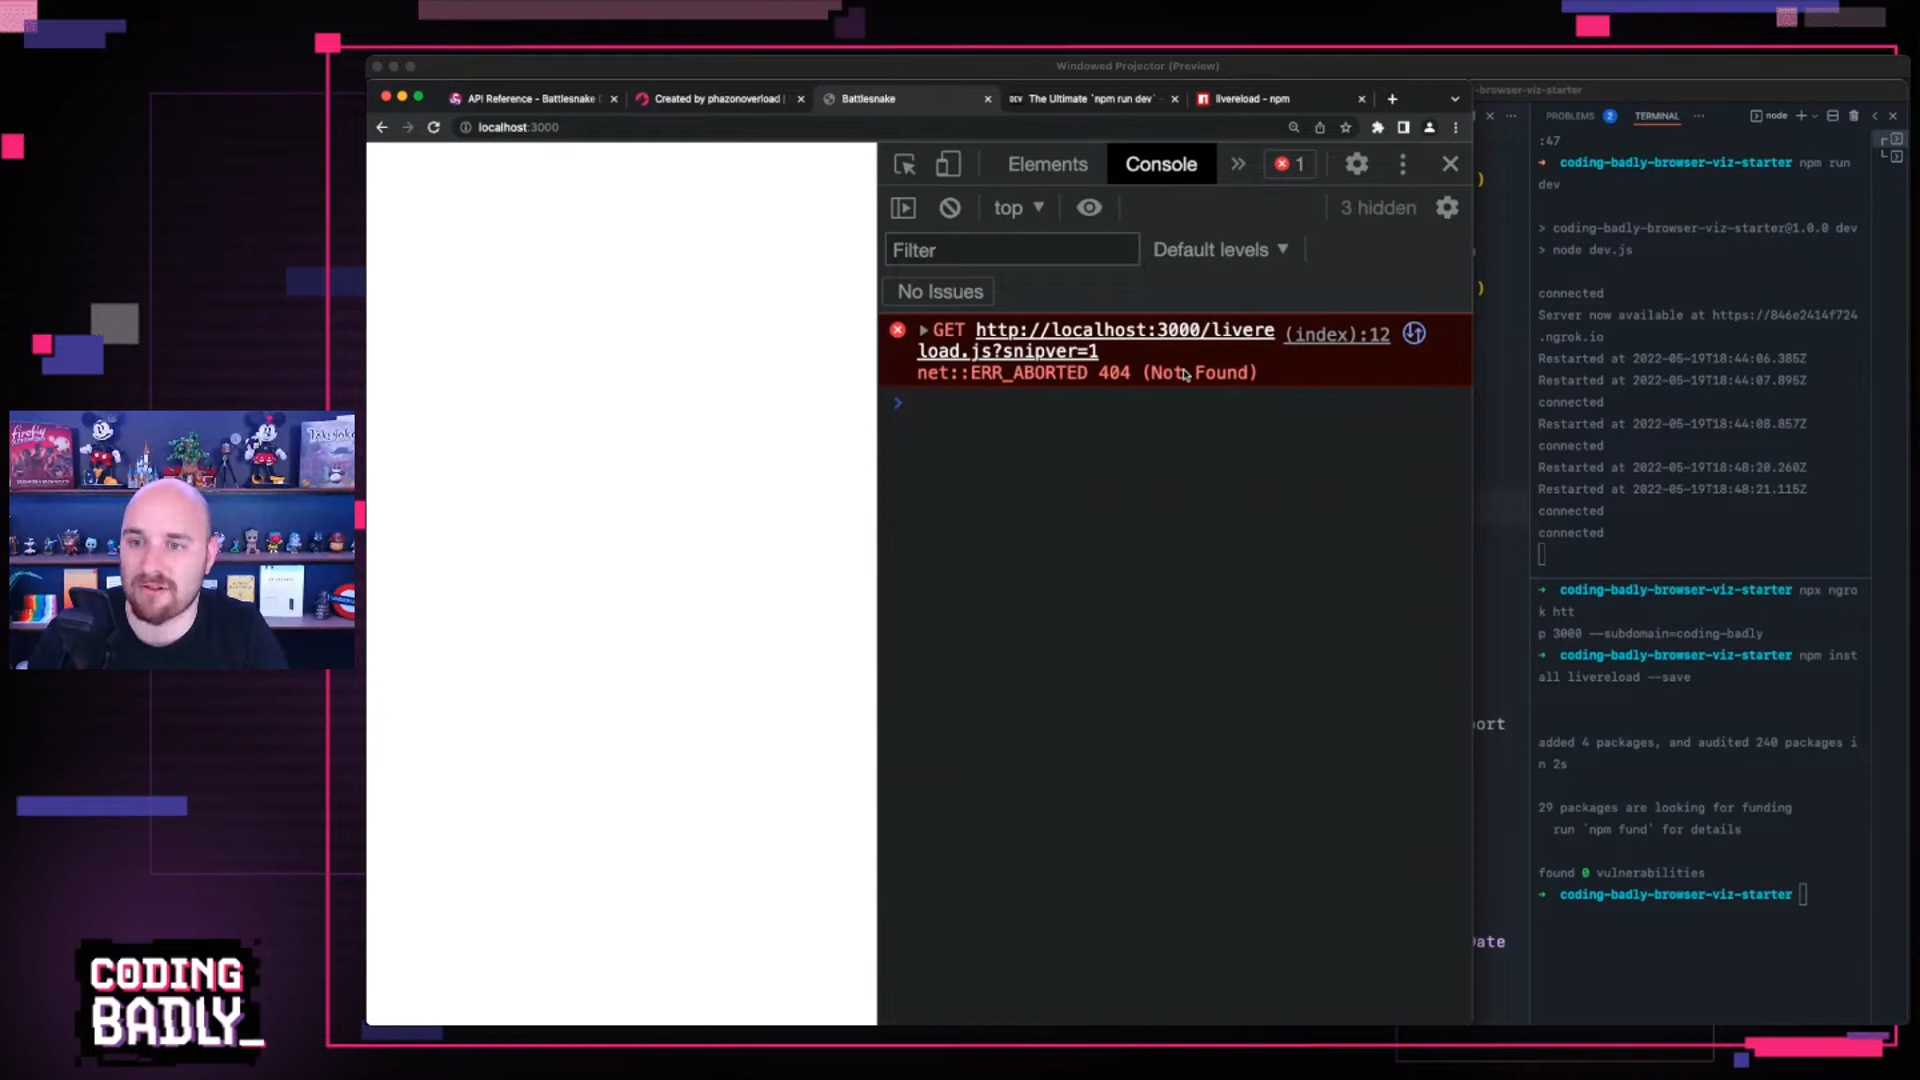 Windowed Projector (Preview)
API Reference - Battlesnake
Created by phazonoverload |
Battlesnake
DEV The Ultimate `npm run dev`
livereload - npm
localhost:3000
-browser-viz-starter
PROBLEMS 2 TERMINAL
node
Elements
Console
1
top
3 hidden
Filter
Default levels
No Issues
GET http://localhost:3000/livere
load.js?snipver=1
(index):12
net::ERR_ABORTED 404 (Not Found)
:47
coding-badly-browser-viz-starter npm run
dev
> coding-badly-browser-viz-starter@1.0.0 dev
> node dev.js
connected
Server now available at https://846e2414f724
.ngrok.io
Restarted at 2022-05-19T18:44:06.385Z
Restarted at 2022-05-19T18:44:07.895Z
connected
Restarted at 2022-05-19T18:44:08.857Z
connected
Restarted at 2022-05-19T18:48:20.260Z
Restarted at 2022-05-19T18:48:21.115Z
connected
connected
coding-badly-browser-viz-starter npx ngro
k htt
p 3000 --subdomain=coding-badly
coding-badly-browser-viz-starter npm inst
all livereload --save
added 4 packages, and audited 240 packages i
n 2s
29 packages are looking for funding
run `npm fund` for details
found 0 vulnerabilities
coding-badly-browser-viz-starter
ort
ate
firefly
CODING
BADLY_